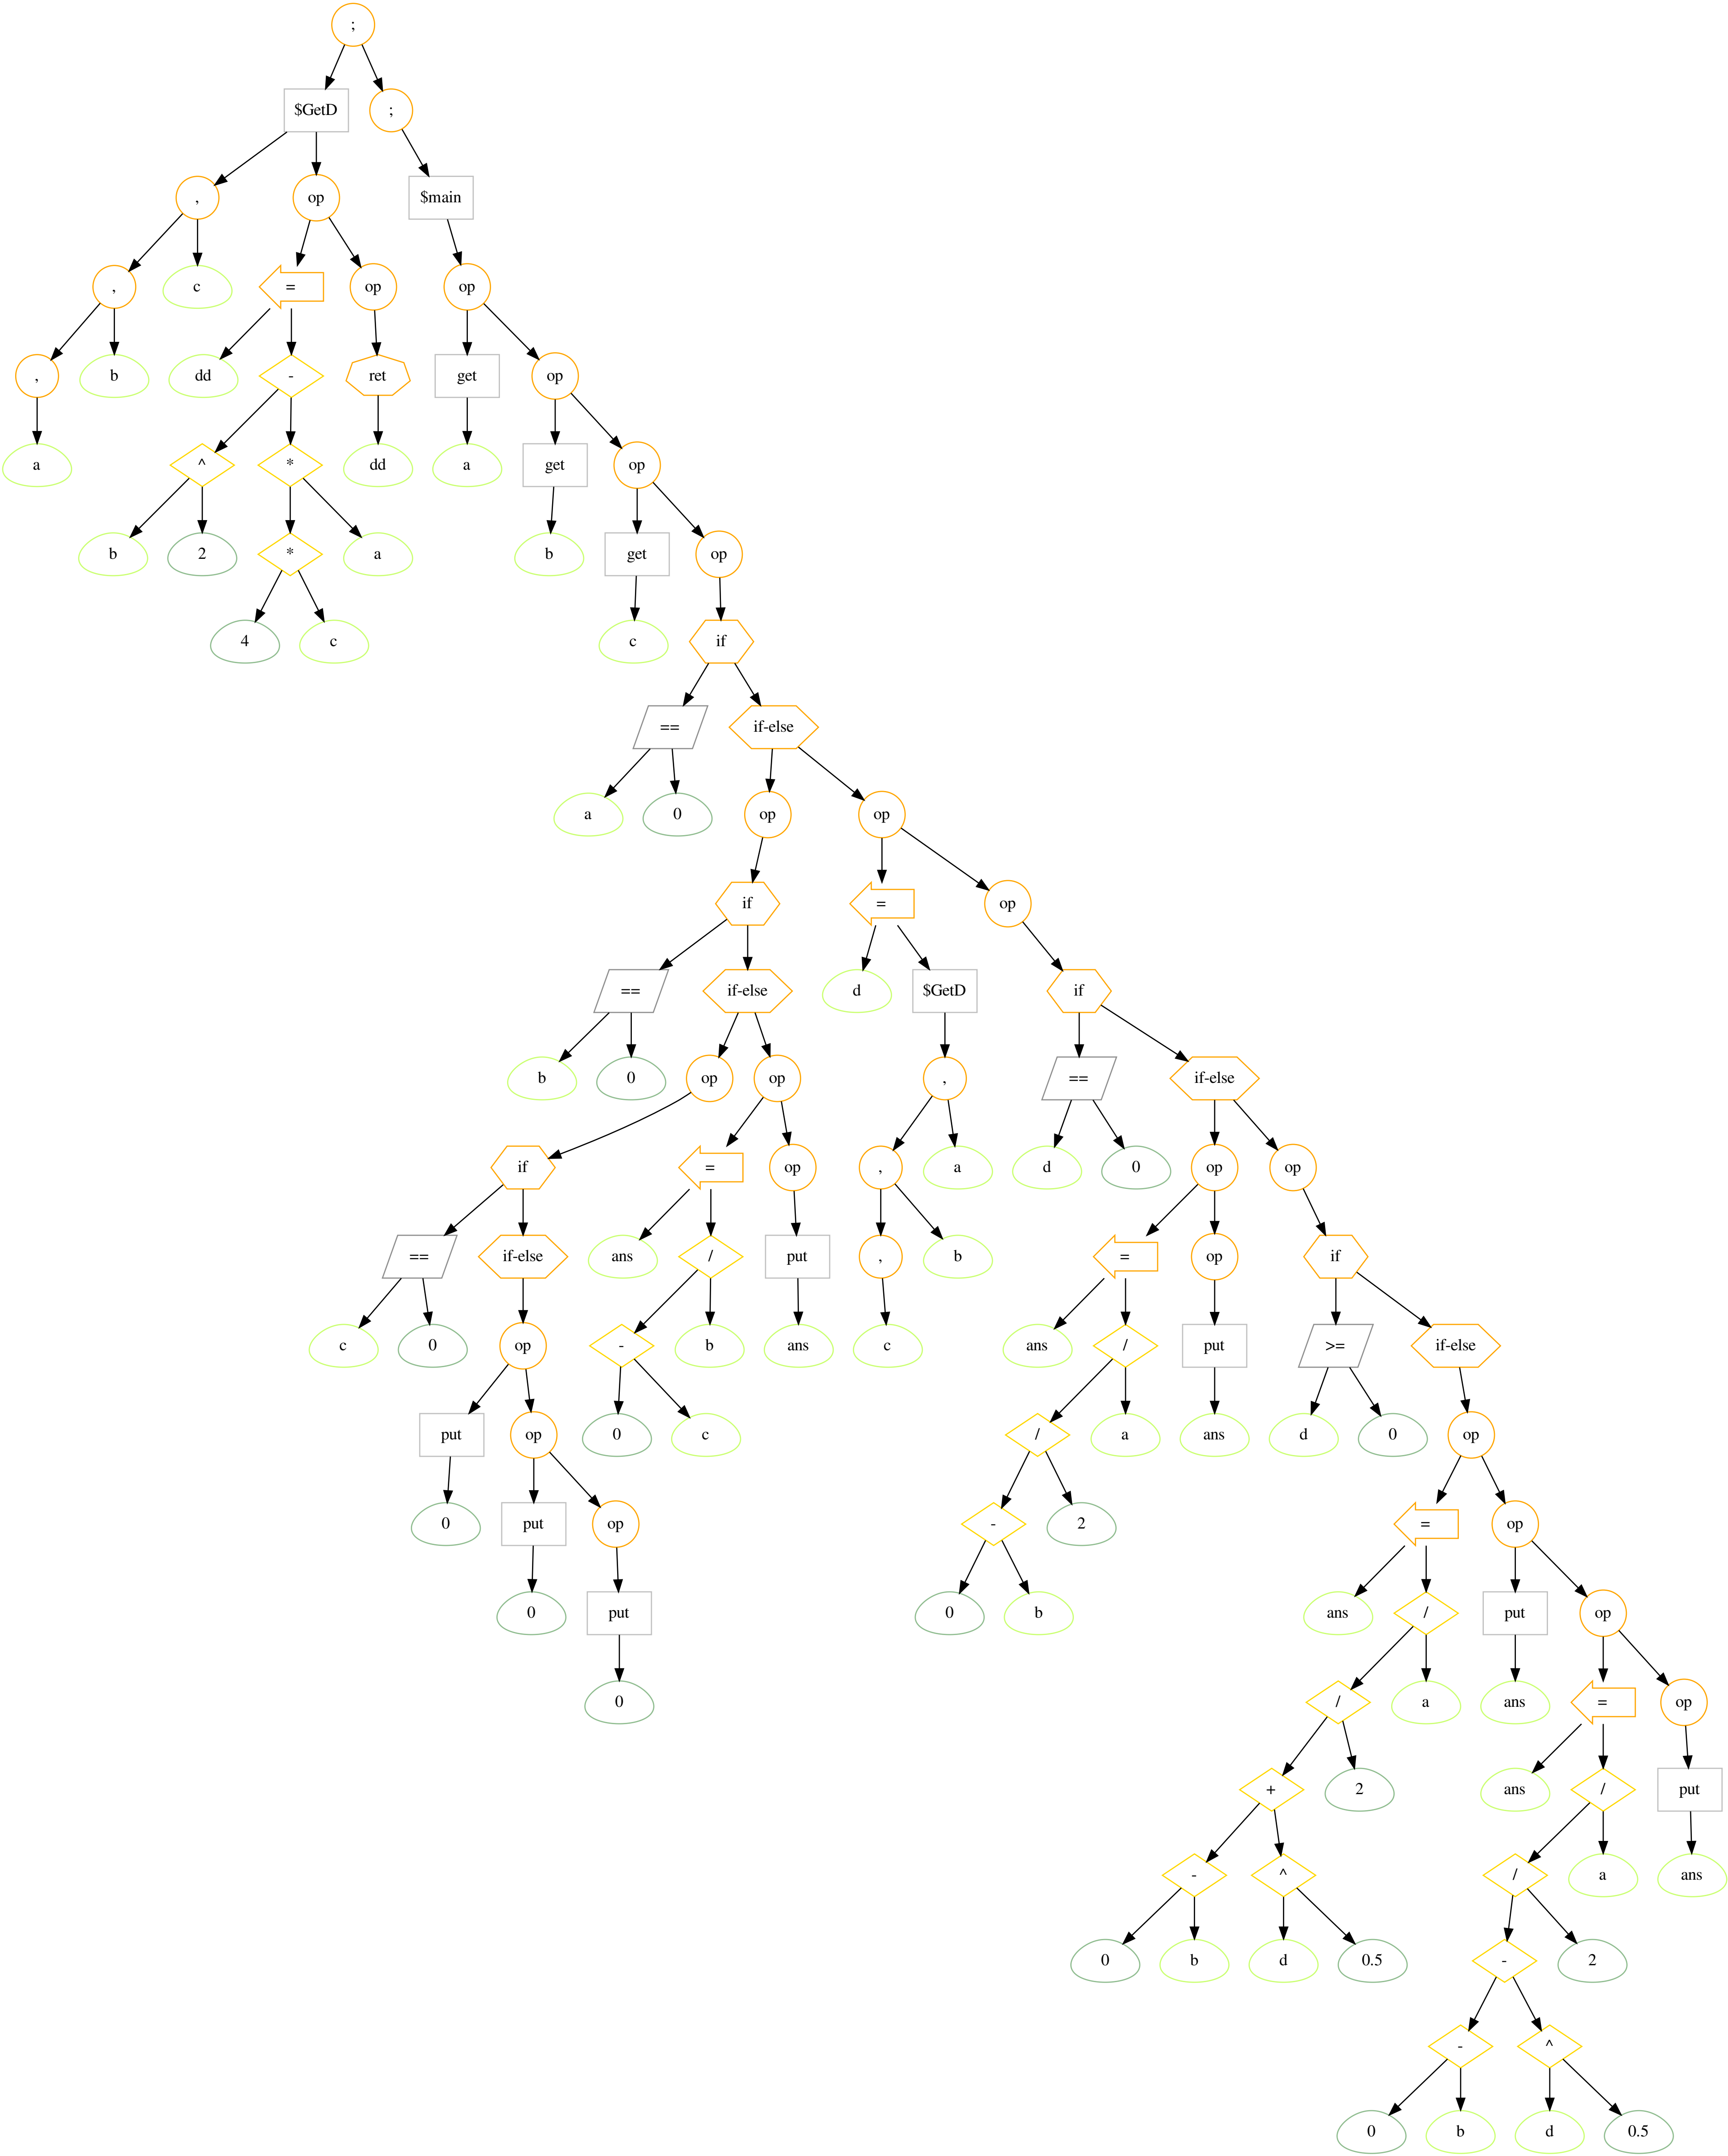 ;
$GetD ;
, op $main
, c = op op
, b dd - ret get op
a ^ * dd a get op
b 2 * a b get op
4 c c if
== if-else
a 0 op op
if = op
== if-else d $GetD if
b 0 op op , == if-else
if = op , a d 0 op op
== if-else ans / put , b = op if
c 0 op - b ans c ans / put >= if-else
put op 0 c / a ans d 0 op
0 put op - 2 = op
0 put 0 b ans / put op
0 / a ans = op
+ 2 ans / put
- ^ / a ans
0 b d 0.5 - 2
- ^
0 b d 0.5